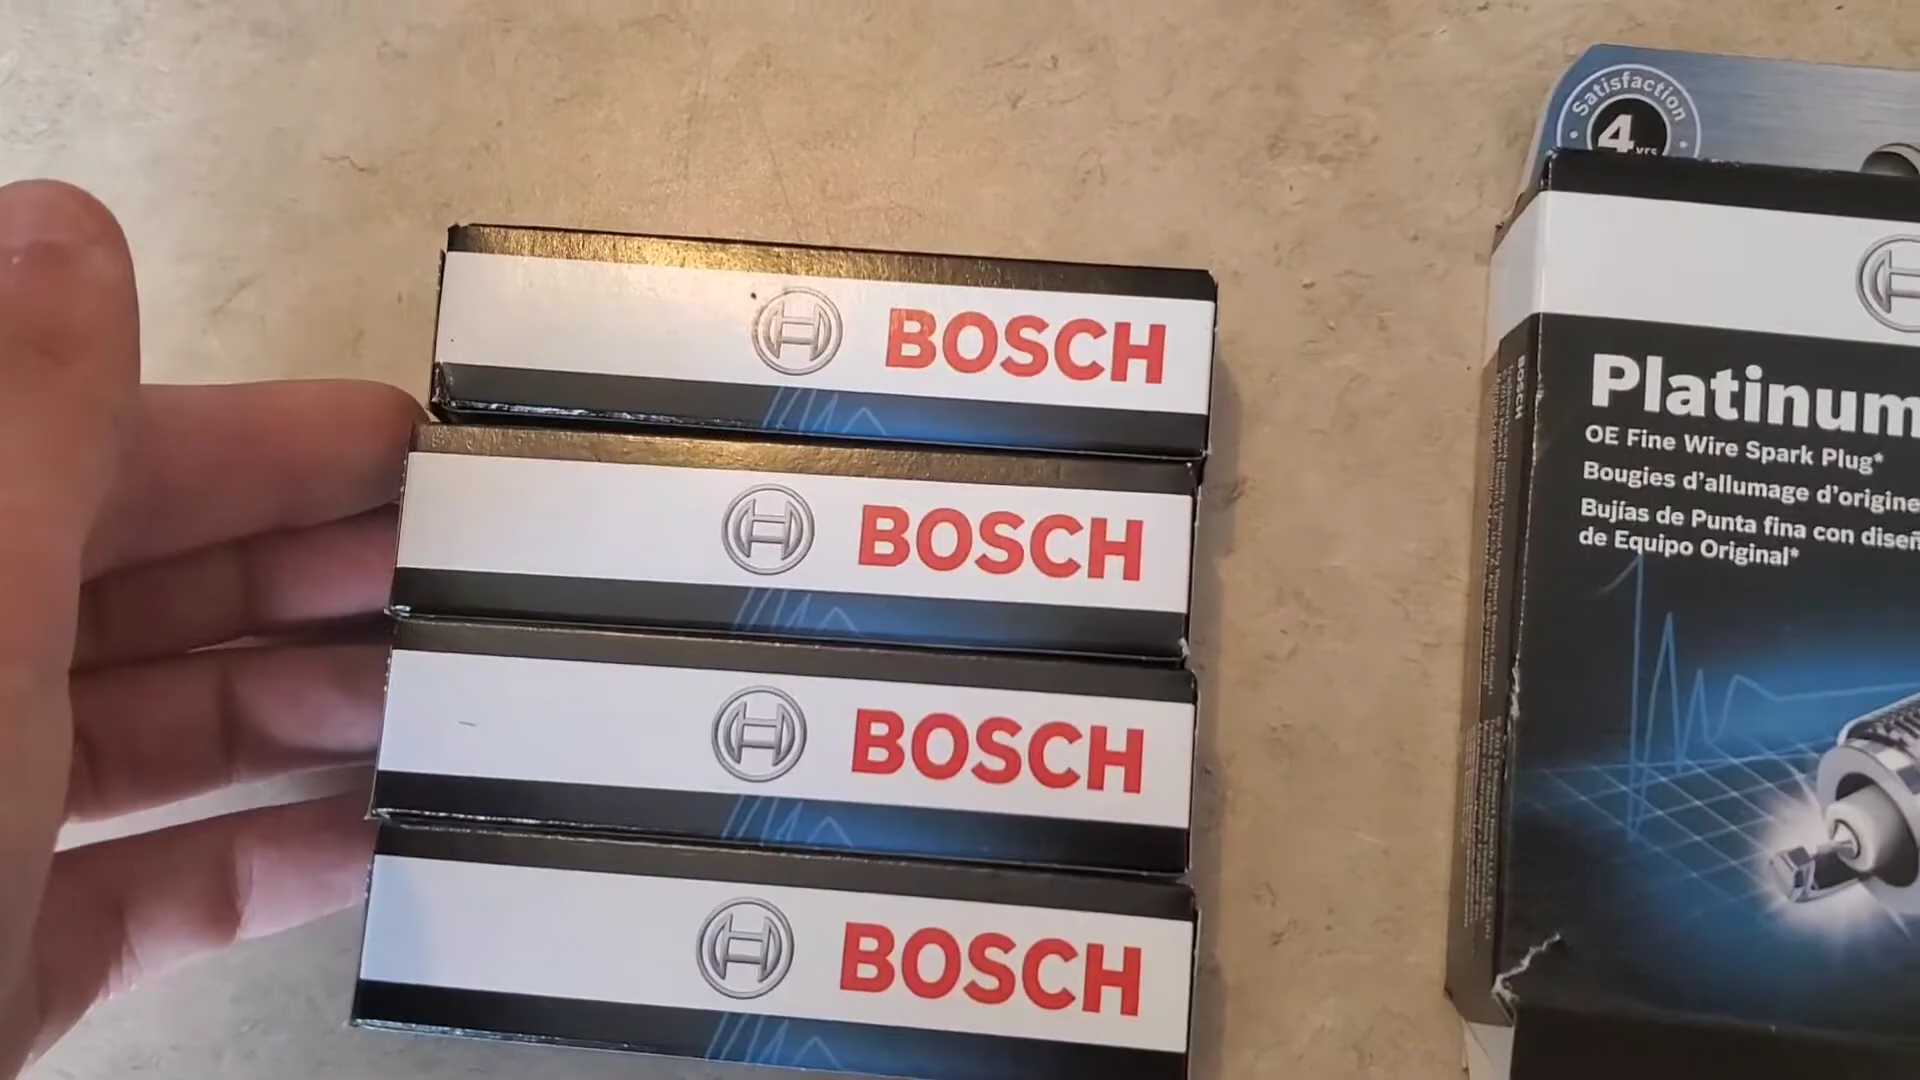 BOSCH
BOSCH
BOSCH
BOSCH
Satisfaction
4
yrs
BOSCH
Platinum
OE Fine Wire Spark Plug*
Bougies d'allumage d'origine
Bujías de Punta fina con diseñ
de Equipo Original*